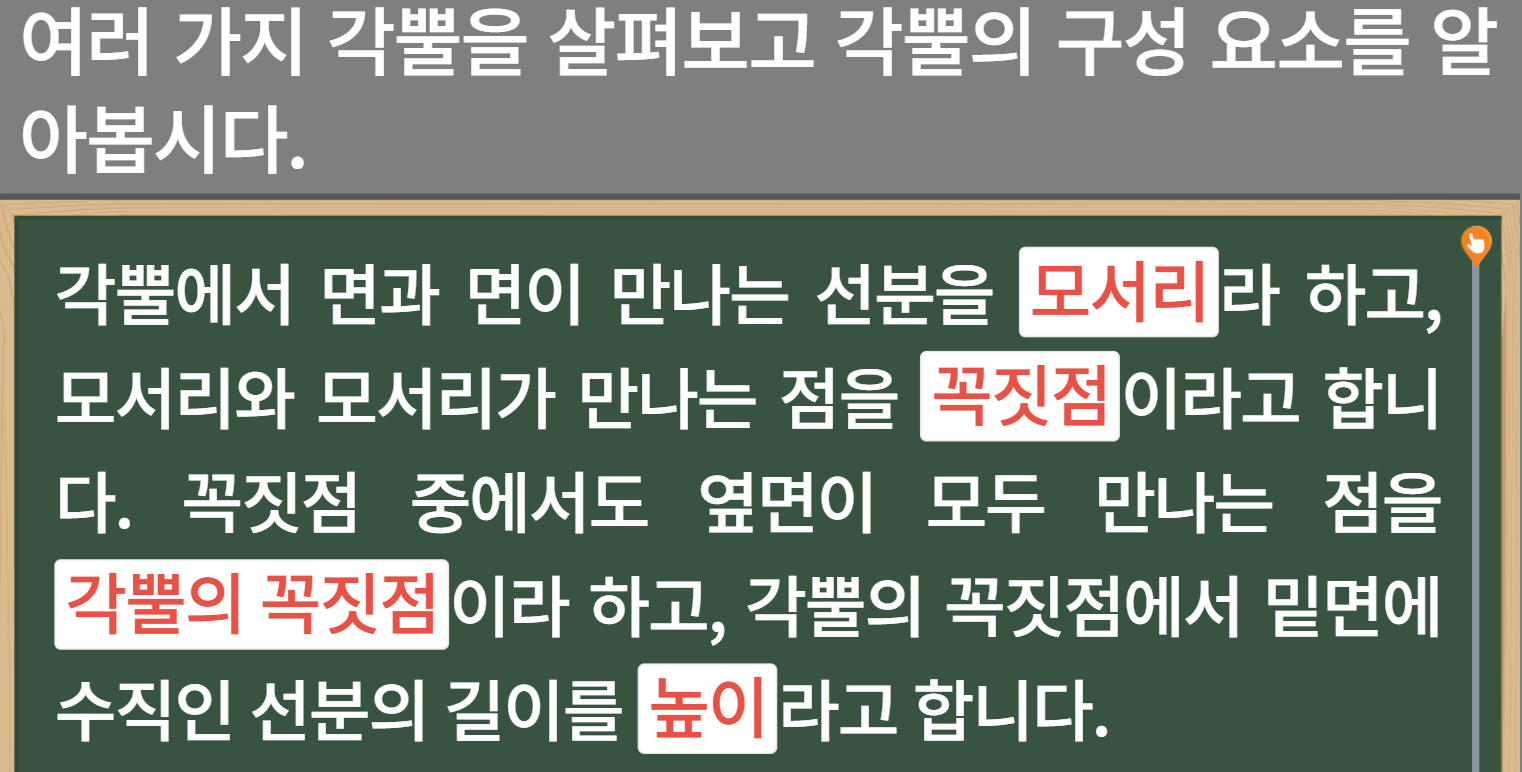 여러 가지 각뿔을 살펴보고 각뿔의 구성 요소를 알
아봅시다.
각뿔에서 면과 면이 만나는 선분을 모서리라 하고,
모서리와 모서리가 만나는 점을 꼭짓점이라고 합니
다. 꼭짓점 중에서도 옆면이 모두 만나는 점을
각뿔의 꼭짓점이라 하고, 각뿔의 꼭짓점에서 밑면에
수직인 선분의 길이를 높이라고 합니다.